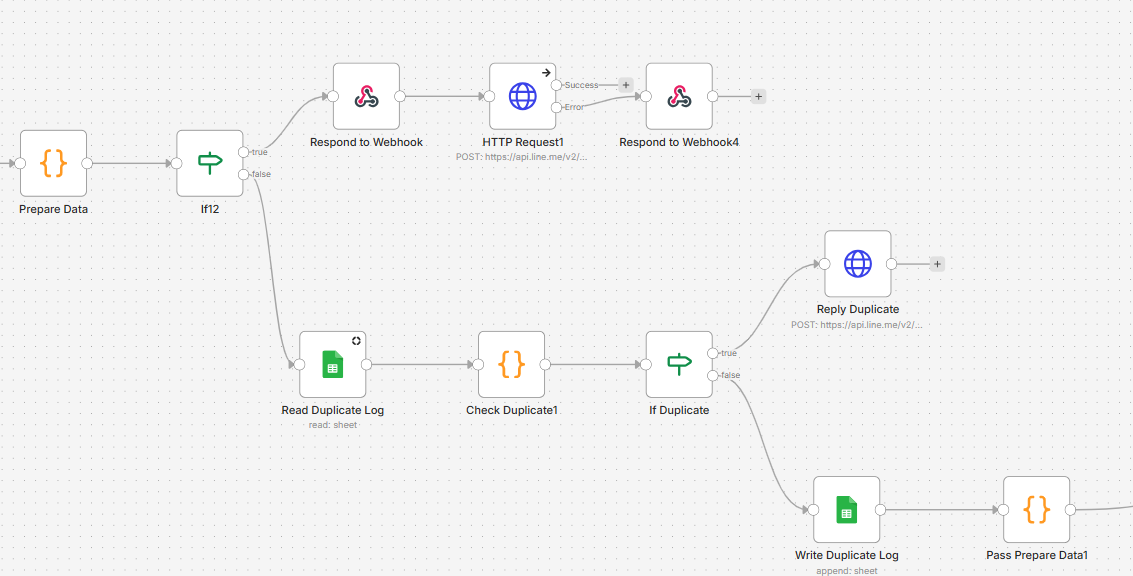 Respond to Webhook
Success
+
Error
HTTP Request1
POST: https://api.line.me/v2/...
Respond to Webhook4
+
{}
Prepare Data
true
false
If12
Reply Duplicate
POST: https://api.line.me/v2/...
+
Read Duplicate Log
read: sheet
{}
Check Duplicate1
true
false
If Duplicate
Write Duplicate Log
append: sheet
{}
Pass Prepare Data1